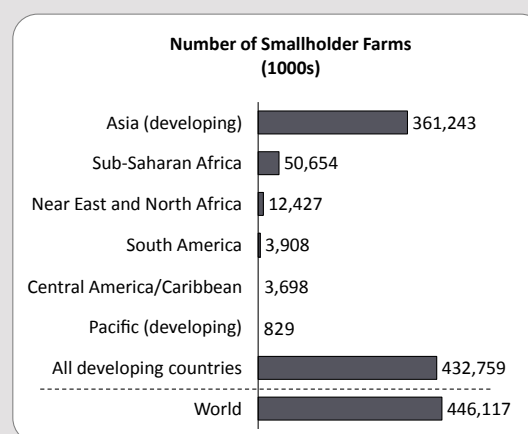 Number of Smallholder Farms
(1000s)
Asia (developing) 361,243
Sub-Saharan Africa 50,654
Near East and North Africa 12,427
South America 3,908
Central America/Caribbean 3,698
Pacific (developing) 829
All developing countries 432,759
World 446,117